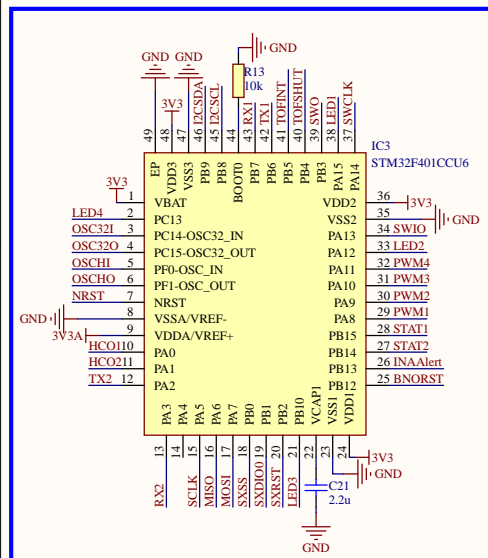 GND
GND
GND
R13
10k
3V3
I2CSDA
I2CSCL
RX1
TX1
TOFINT
TOFSHUT
SWO
LED1
SWCLK
49
48
47
46
45
44
43
42
41
40
39
38
37
IC3
STM32F401CCU6
EP
VDD3
VSS3
PB9
PB8
BOOT0
PB7
PB6
PB5
PB4
PB3
PA15
PA14
3V3
1
VBAT
VDD2
36
3V3
LED4
2
PC13
VSS2
35
GND
OSC32I
3
PC14-OSC32_IN
PA13
34
SWIO
OSC32O
4
PC15-OSC32_OUT
PA12
33
LED2
OSCHI
5
PF0-OSC_IN
PA11
32
PWM4
OSCHO
6
PF1-OSC_OUT
PA10
31
PWM3
NRST
7
NRST
PA9
30
PWM2
GND
8
VSSA/VREF-
PA8
29
PWM1
3V3A
9
VDDA/VREF+
PB15
28
STAT1
HCO1
10
PA0
PB14
27
STAT2
HCO2
11
PA1
PB13
26
INAAlert
TX2
12
PA2
PB12
25
BNORST
PA3
PA4
PA5
PA6
PA7
PB0
PB1
PB2
PB10
VCAP1
VSS1
VDD1
13
14
15
16
17
18
19
20
21
22
23
24
RX2
SCLK
MISO
MOSI
SXSS
SXDIO0
SXRST
LED3
3V3
GND
C21
2.2u
GND